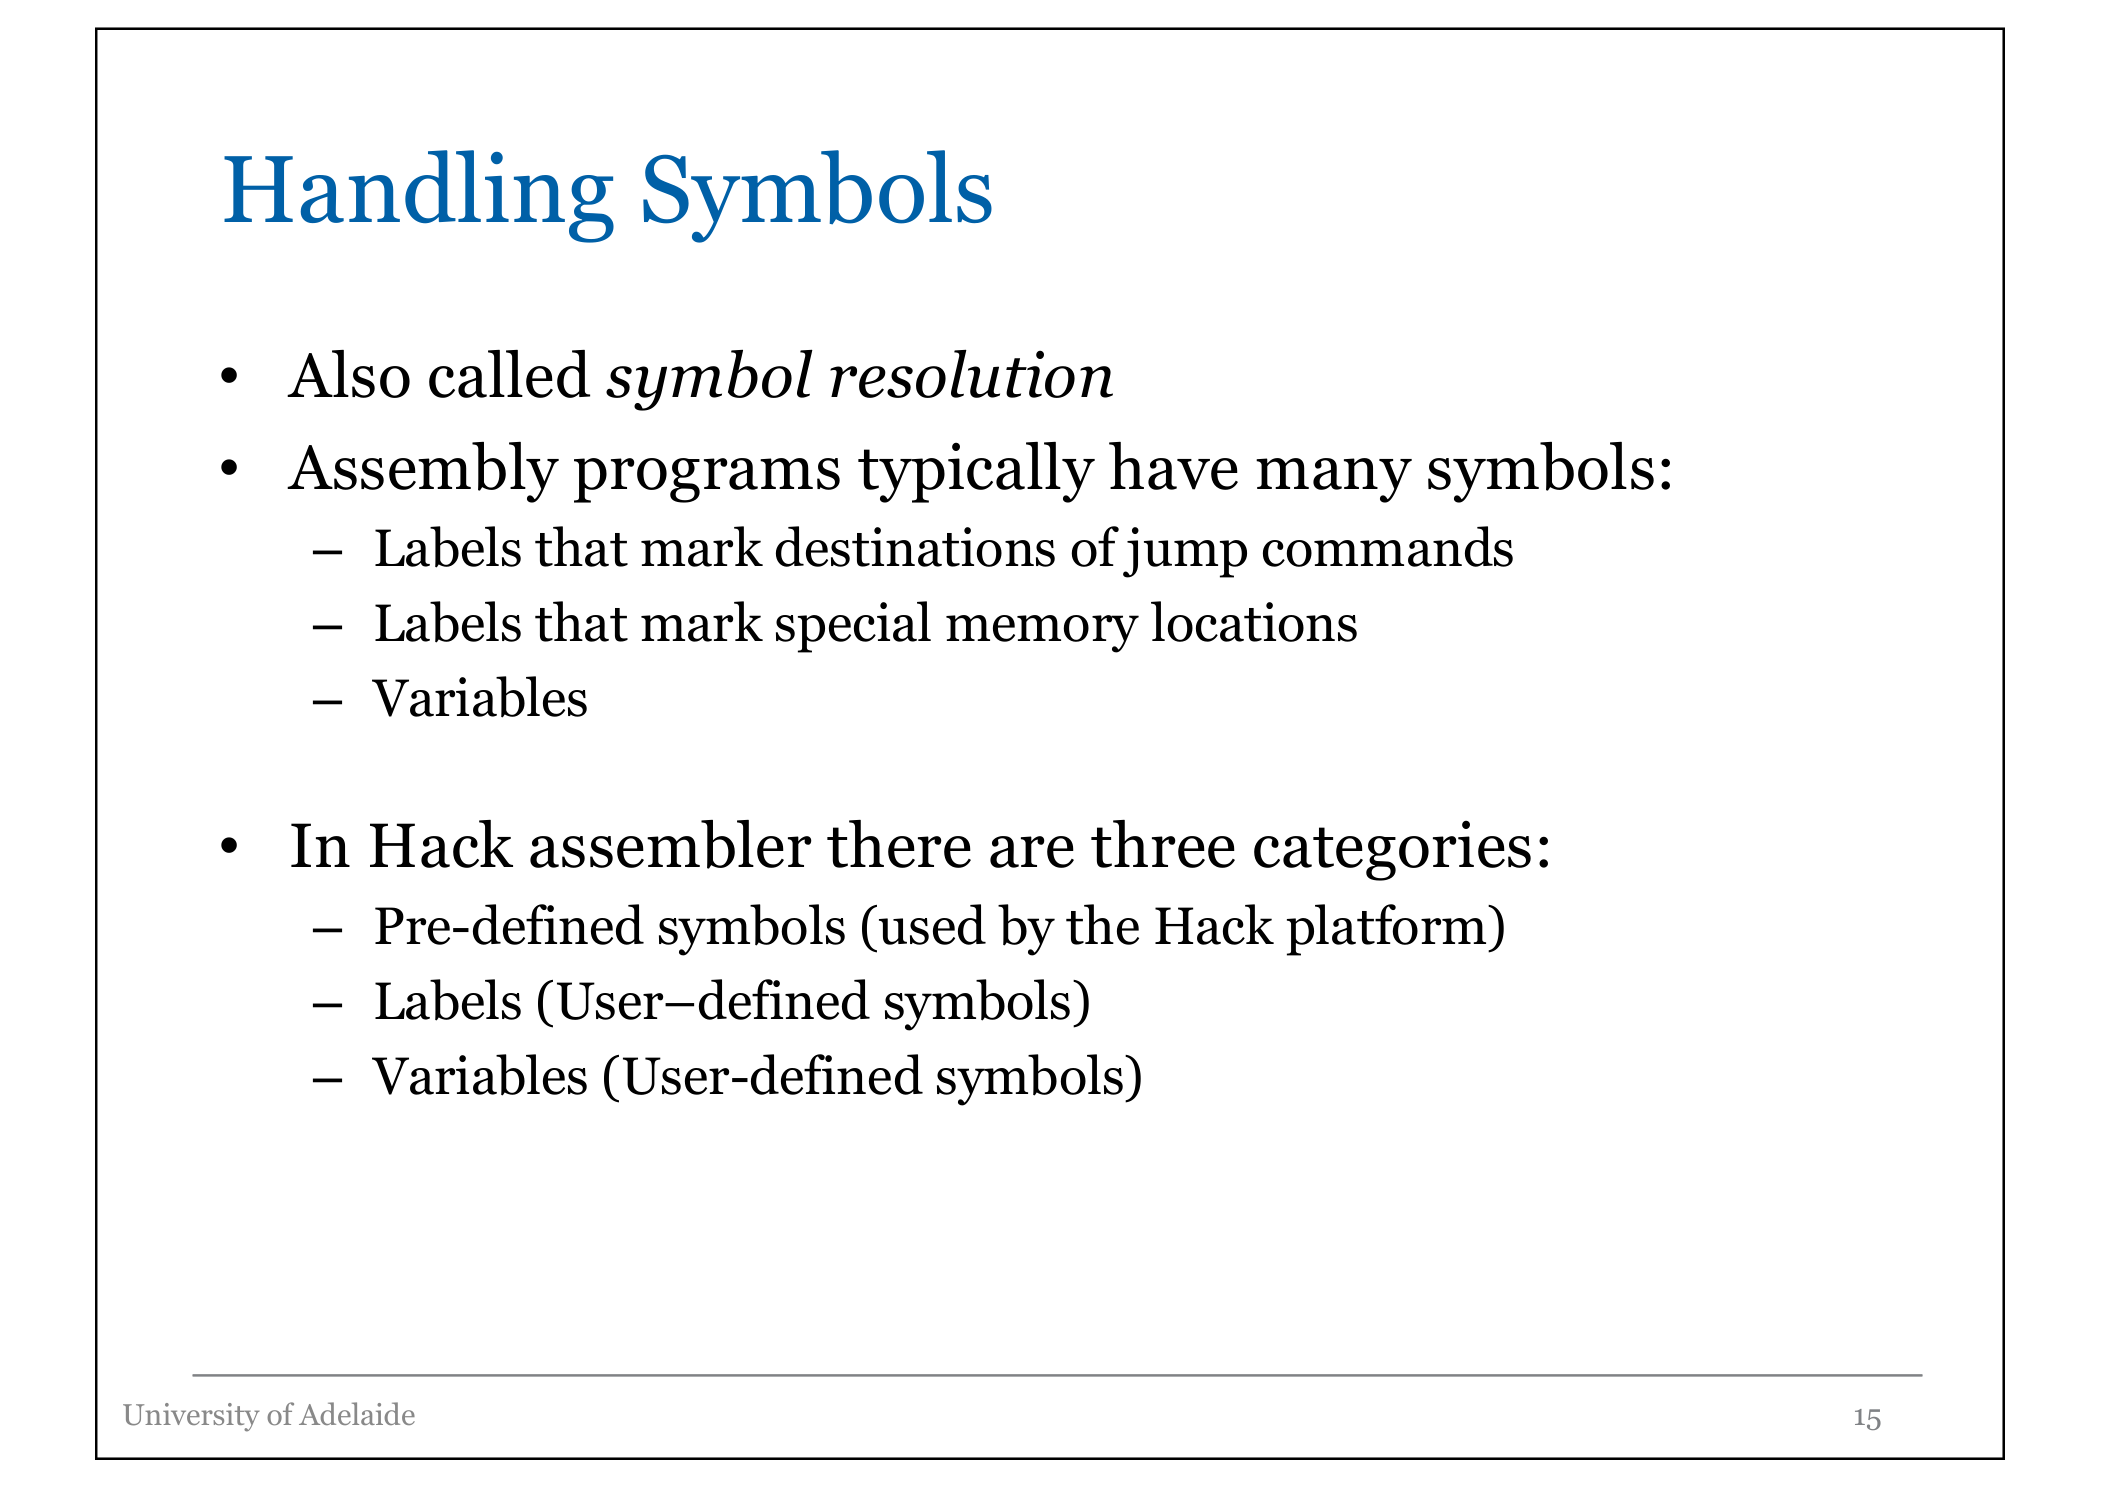 Handling Symbols
• Also called symbol resolution
• Assembly programs typically have many symbols:
– Labels that mark destinations of jump commands
– Labels that mark special memory locations
– Variables
• In Hack assembler there are three categories:
– Pre-defined symbols (used by the Hack platform)
– Labels (User–defined symbols)
– Variables (User-defined symbols)
University of Adelaide
15